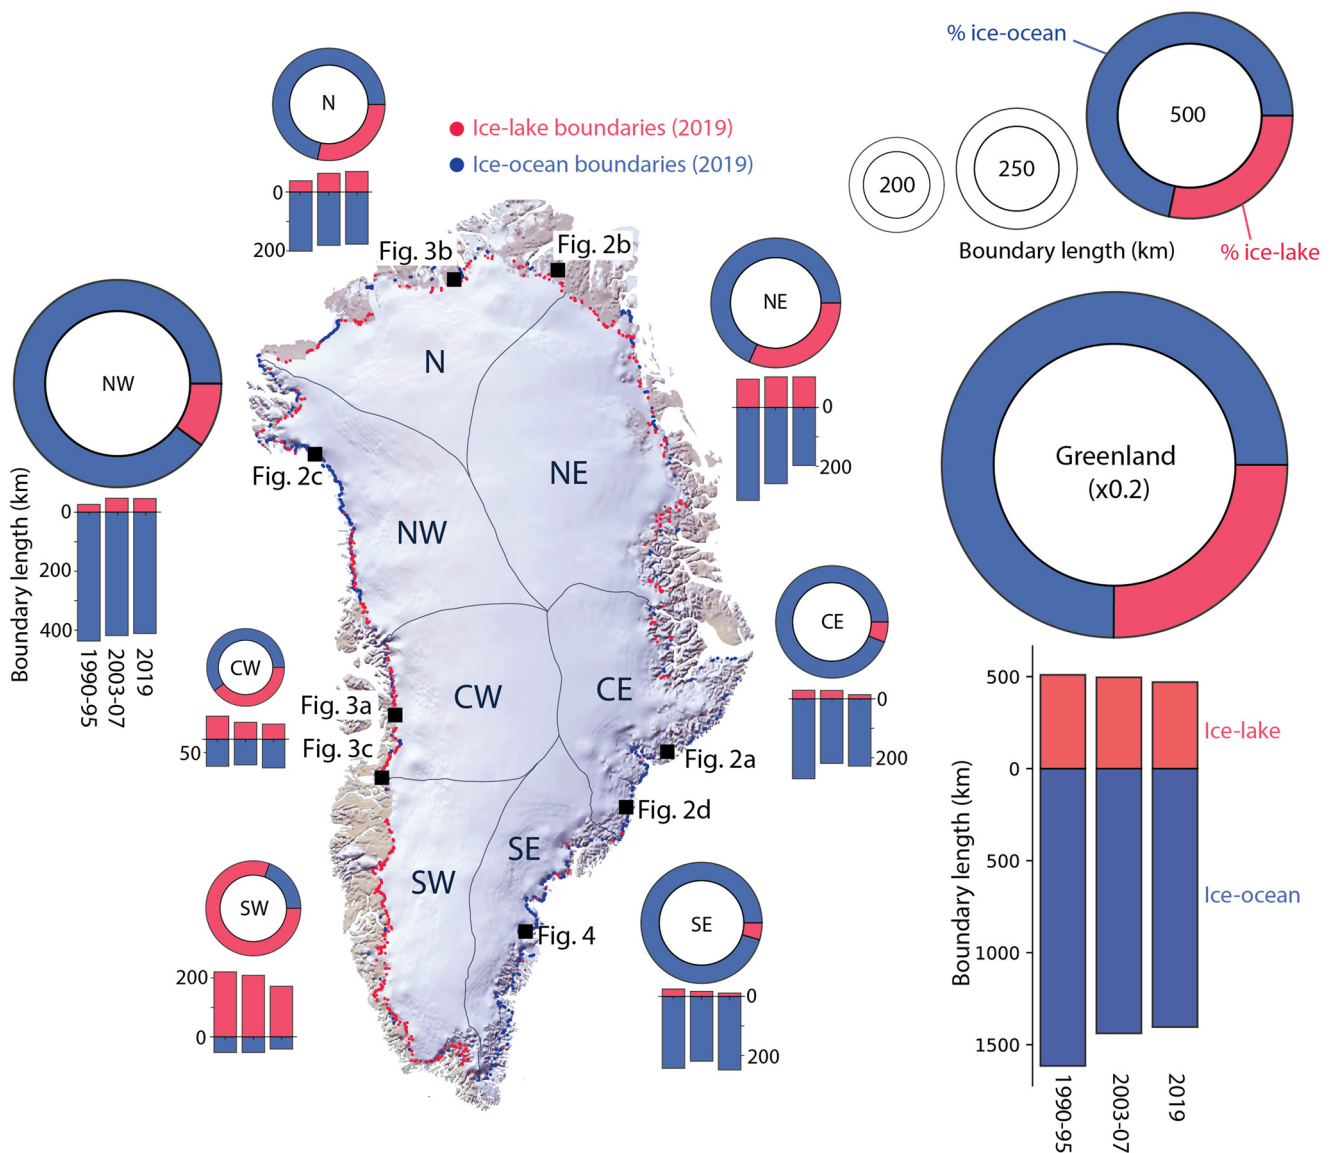 % ice-ocean
500
200
250
Boundary length (km)
% ice-lake
N
0
200
Ice-lake boundaries (2019)
Ice-ocean boundaries (2019)
Fig. 3b
Fig. 2b
NE
0
200
NW
Boundary length (km)
0
200
400
1990-95
2003-07
2019
N
NE
NW
CW
CE
SW
SE
Fig. 2c
Fig. 3a
Fig. 3c
Fig. 2a
Fig. 2d
Fig. 4
CW
50
CE
0
200
SW
200
0
SE
0
200
Greenland
(x0.2)
Boundary length (km)
500
0
500
1000
1500
Ice-lake
Ice-ocean
1990-95
2003-07
2019